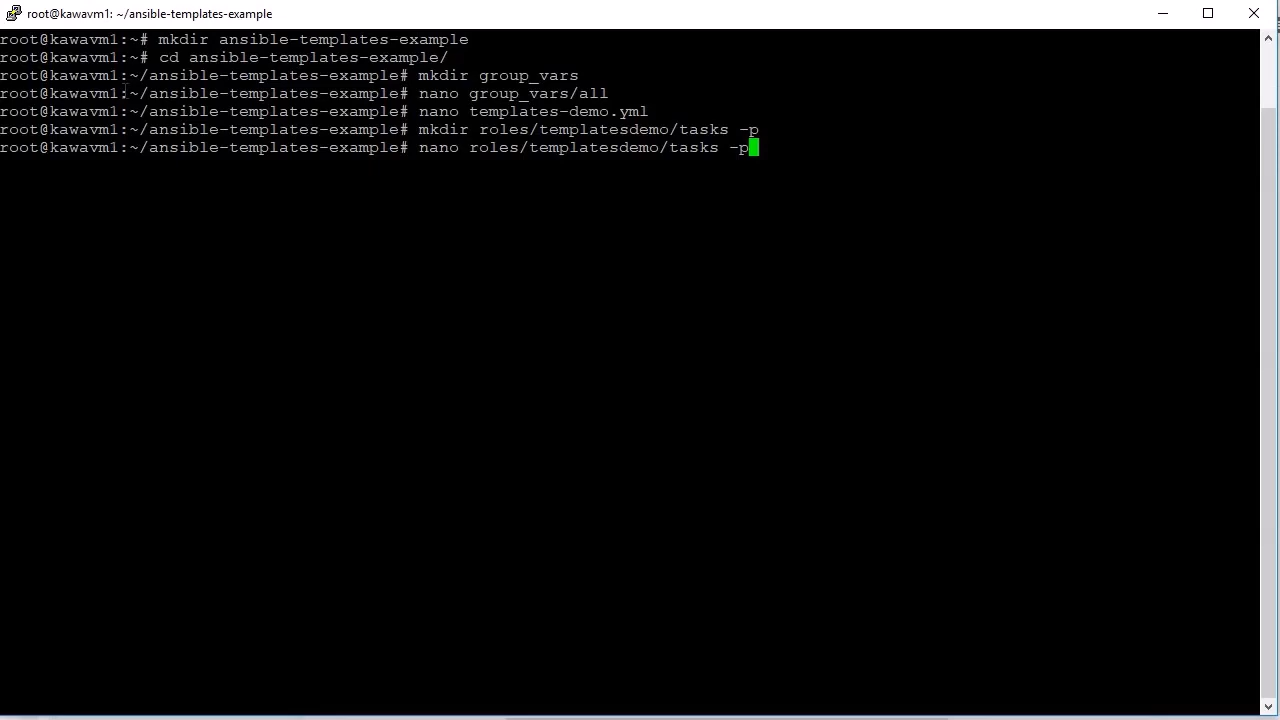 root@kawavm1: ~/ansible-templates-example
root@kawavm1:~# mkdir ansible-templates-example
root@kawavm1:~# cd ansible-templates-example/
root@kawavm1:~/ansible-templates-example# mkdir group_vars
root@kawavm1:~/ansible-templates-example# nano group_vars/all
root@kawavm1:~/ansible-templates-example# nano templates-demo.yml
root@kawavm1:~/ansible-templates-example# mkdir roles/templatesdemo/tasks -p
root@kawavm1:~/ansible-templates-example# nano roles/templatesdemo/tasks -p